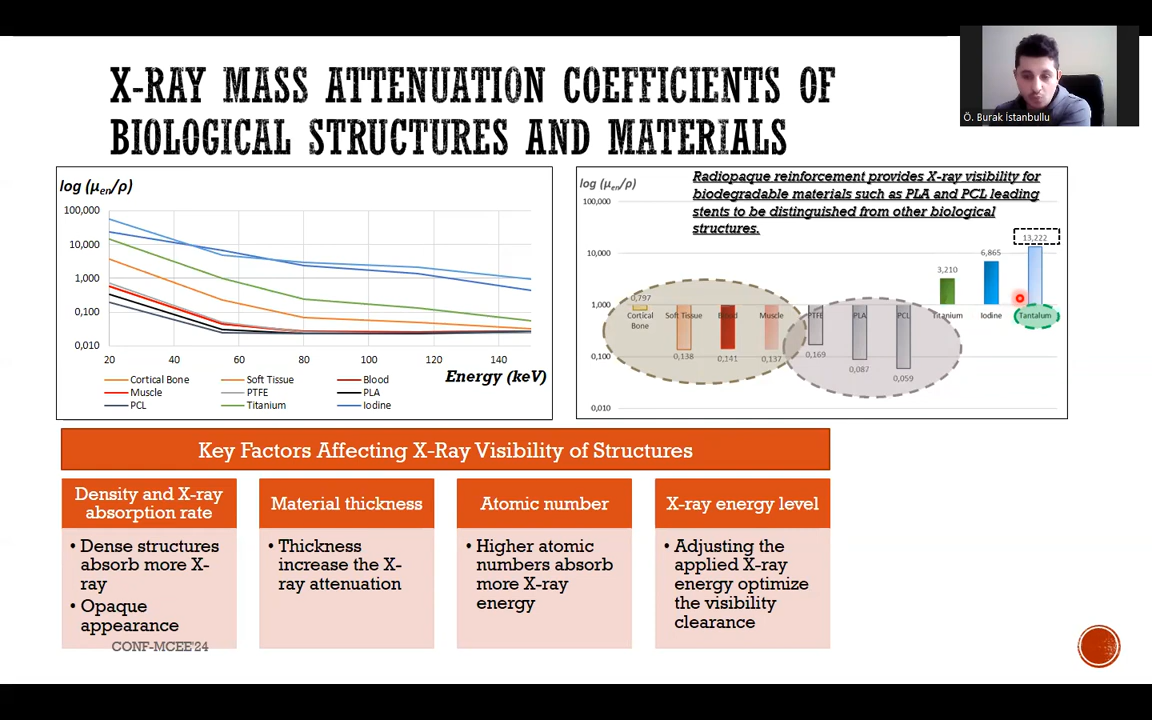 X-RAY MASS ATTENUATION COEFFICIENTS OF
BIOLOGICAL STRUCTURES AND MATERIALS
Ö. Burak İstanbullu
log (μen/ρ)
100,000
10,000
1,000
0,100
0,010
20 40 60 80 100 120 140
Energy (keV)
Cortical Bone Soft Tissue Blood
Muscle PTFE PLA
PCL Titanium Iodine
log (μen/ρ)
Radiopaque reinforcement provides X-ray visibility for
biodegradable materials such as PLA and PCL leading
stents to be distinguished from other biological
structures.
100,000
10,000
1,000
0,100
0,010
13,222
6,865
3,210
0,797
Cortical Bone Soft Tissue Blood Muscle PTFE PLA PCL Titanium Iodine Tantalum
0,138 0,141 0,137 0,169 0,087 0,059
Key Factors Affecting X-Ray Visibility of Structures
Density and X-ray
absorption rate
• Dense structures
absorb more X-
ray
• Opaque
appearance
Material thickness
• Thickness
increase the X-
ray attenuation
Atomic number
• Higher atomic
numbers absorb
more X-ray
energy
X-ray energy level
• Adjusting the
applied X-ray
energy optimize
the visibility
clearance
CONF-MCEE'24